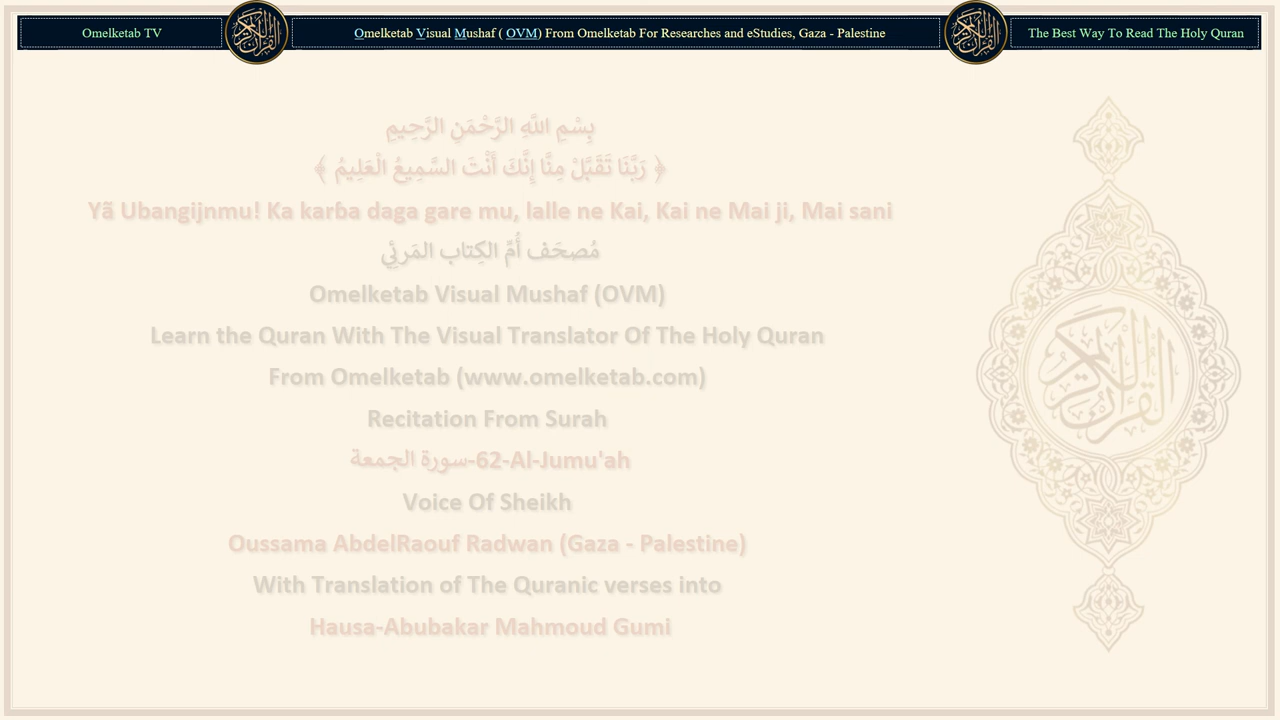 Omelketab TV
Omelketab Visual Mushaf ( OVM) From Omelketab For Researches and eStudies, Gaza - Palestine
The Best Way To Read The Holy Quran
بِسْمِ اللَّهِ الرَّحْمَنِ الرَّحِيمِ
﴿ رَبَّنَا تَقَبَّلْ مِنَّا إِنَّكَ أَنْتَ السَّمِيعُ الْعَلِيمُ ﴾
Yã Ubangijnmu! Ka karɓa daga gare mu, lalle ne Kai, Kai ne Mai ji, Mai sani
مُصحَف أُمِّ الكِتاب المَرئِي
Omelketab Visual Mushaf (OVM)
Learn the Quran With The Visual Translator Of The Holy Quran
From Omelketab (www.omelketab.com)
Recitation From Surah
سورة الجمعة-62-Al-Jumu'ah
Voice Of Sheikh
Oussama AbdelRaouf Radwan (Gaza - Palestine)
With Translation of The Quranic verses into
Hausa-Abubakar Mahmoud Gumi
القرآن الكريم